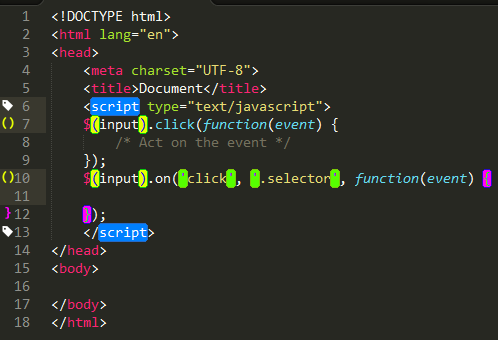 1 <!DOCTYPE html>
2 <html lang="en">
3 <head>
4 <meta charset="UTF-8">
5 <title>Document</title>
6 <script type="text/javascript">
() 7 $(input).click(function(event) {
8 /* Act on the event */
9 });
() 10 $(input).on('click', '.selector', function(event) {
11
} 12 });
13 </script>
14 </head>
15 <body>
16
17 </body>
18 </html>